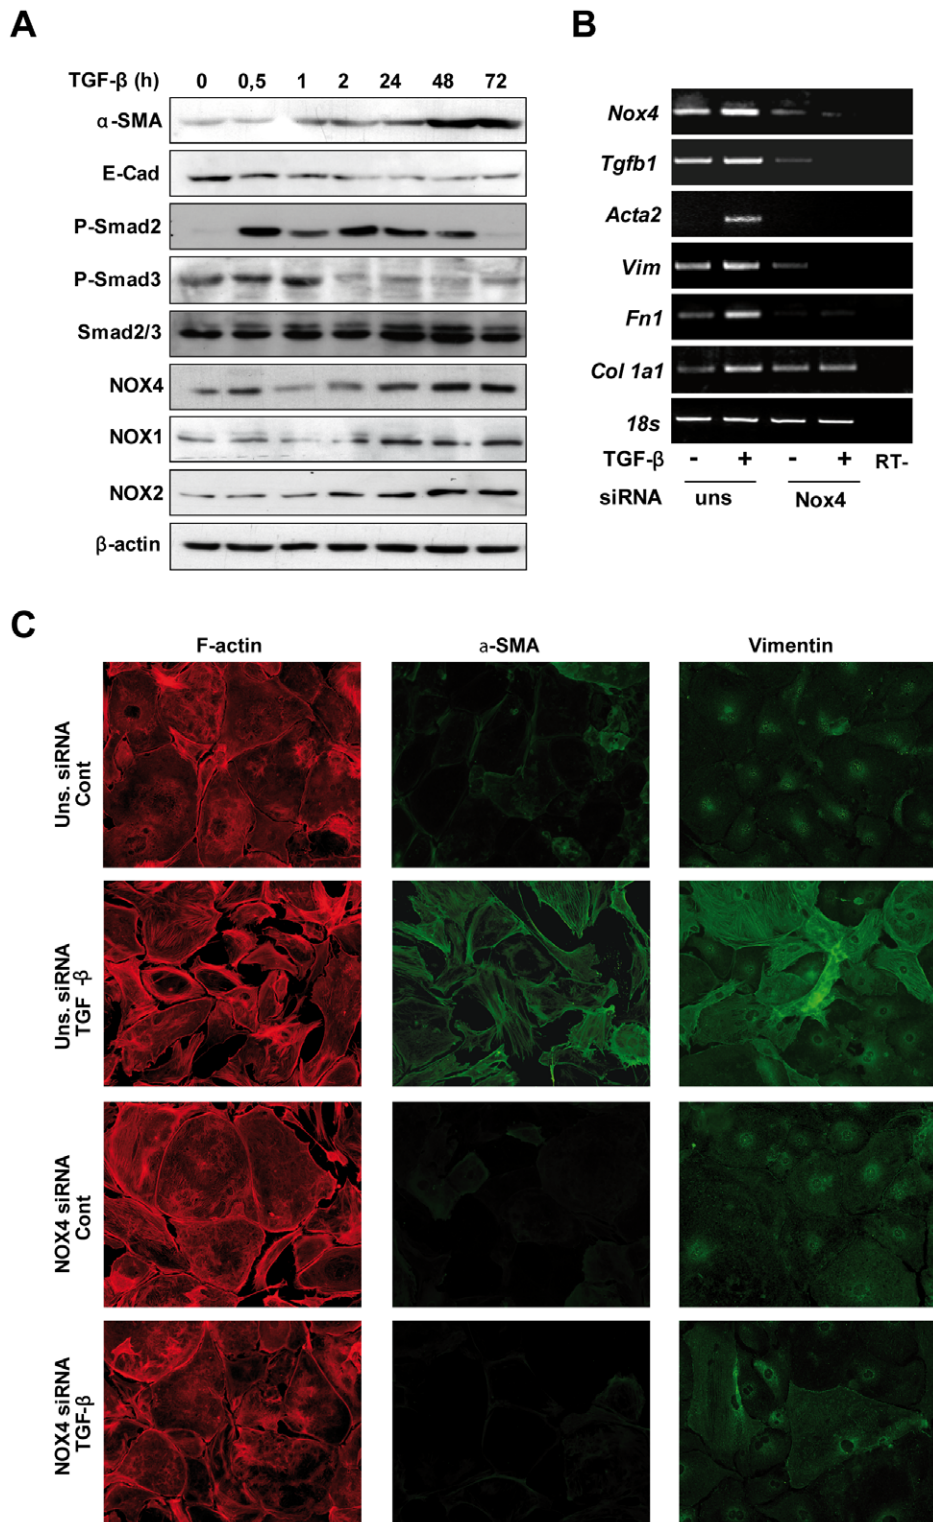 A
TGF-β (h) 0 0,5 1 2 24 48 72
α-SMA
E-Cad
P-Smad2
P-Smad3
Smad2/3
NOX4
NOX1
NOX2
β-actin
B
Nox4
Tgfb1
Acta2
Vim
Fn1
Col 1a1
18s
TGF-β - + - + RT-
siRNA uns Nox4
C
F-actin a-SMA Vimentin
Uns. siRNA
Cont
Uns. siRNA
TGF -β
NOX4 siRNA
Cont
NOX4 siRNA
TGF-β